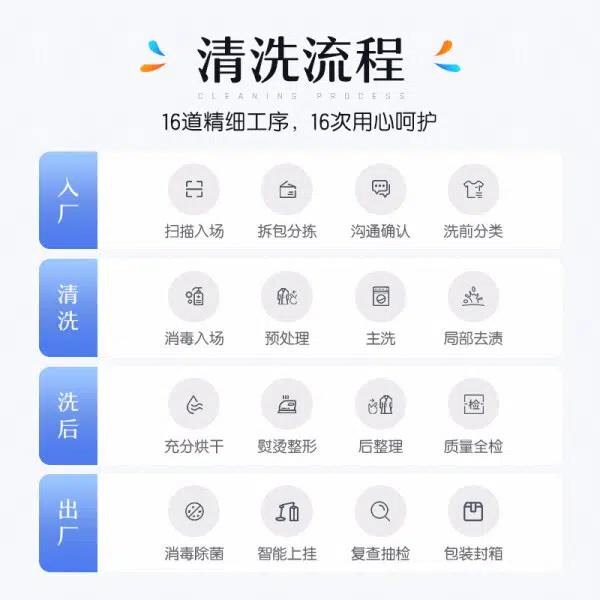 清洗流程
CLEANING PROCESS
16道精细工序，16次用心呵护
入厂
扫描入场 拆包分拣 沟通确认 洗前分类
清洗
消毒入场 预处理 主洗 局部去渍
洗后
检
充分烘干 熨烫整形 后整理 质量全检
出厂
消毒除菌 智能上挂 复查抽检 包装封箱